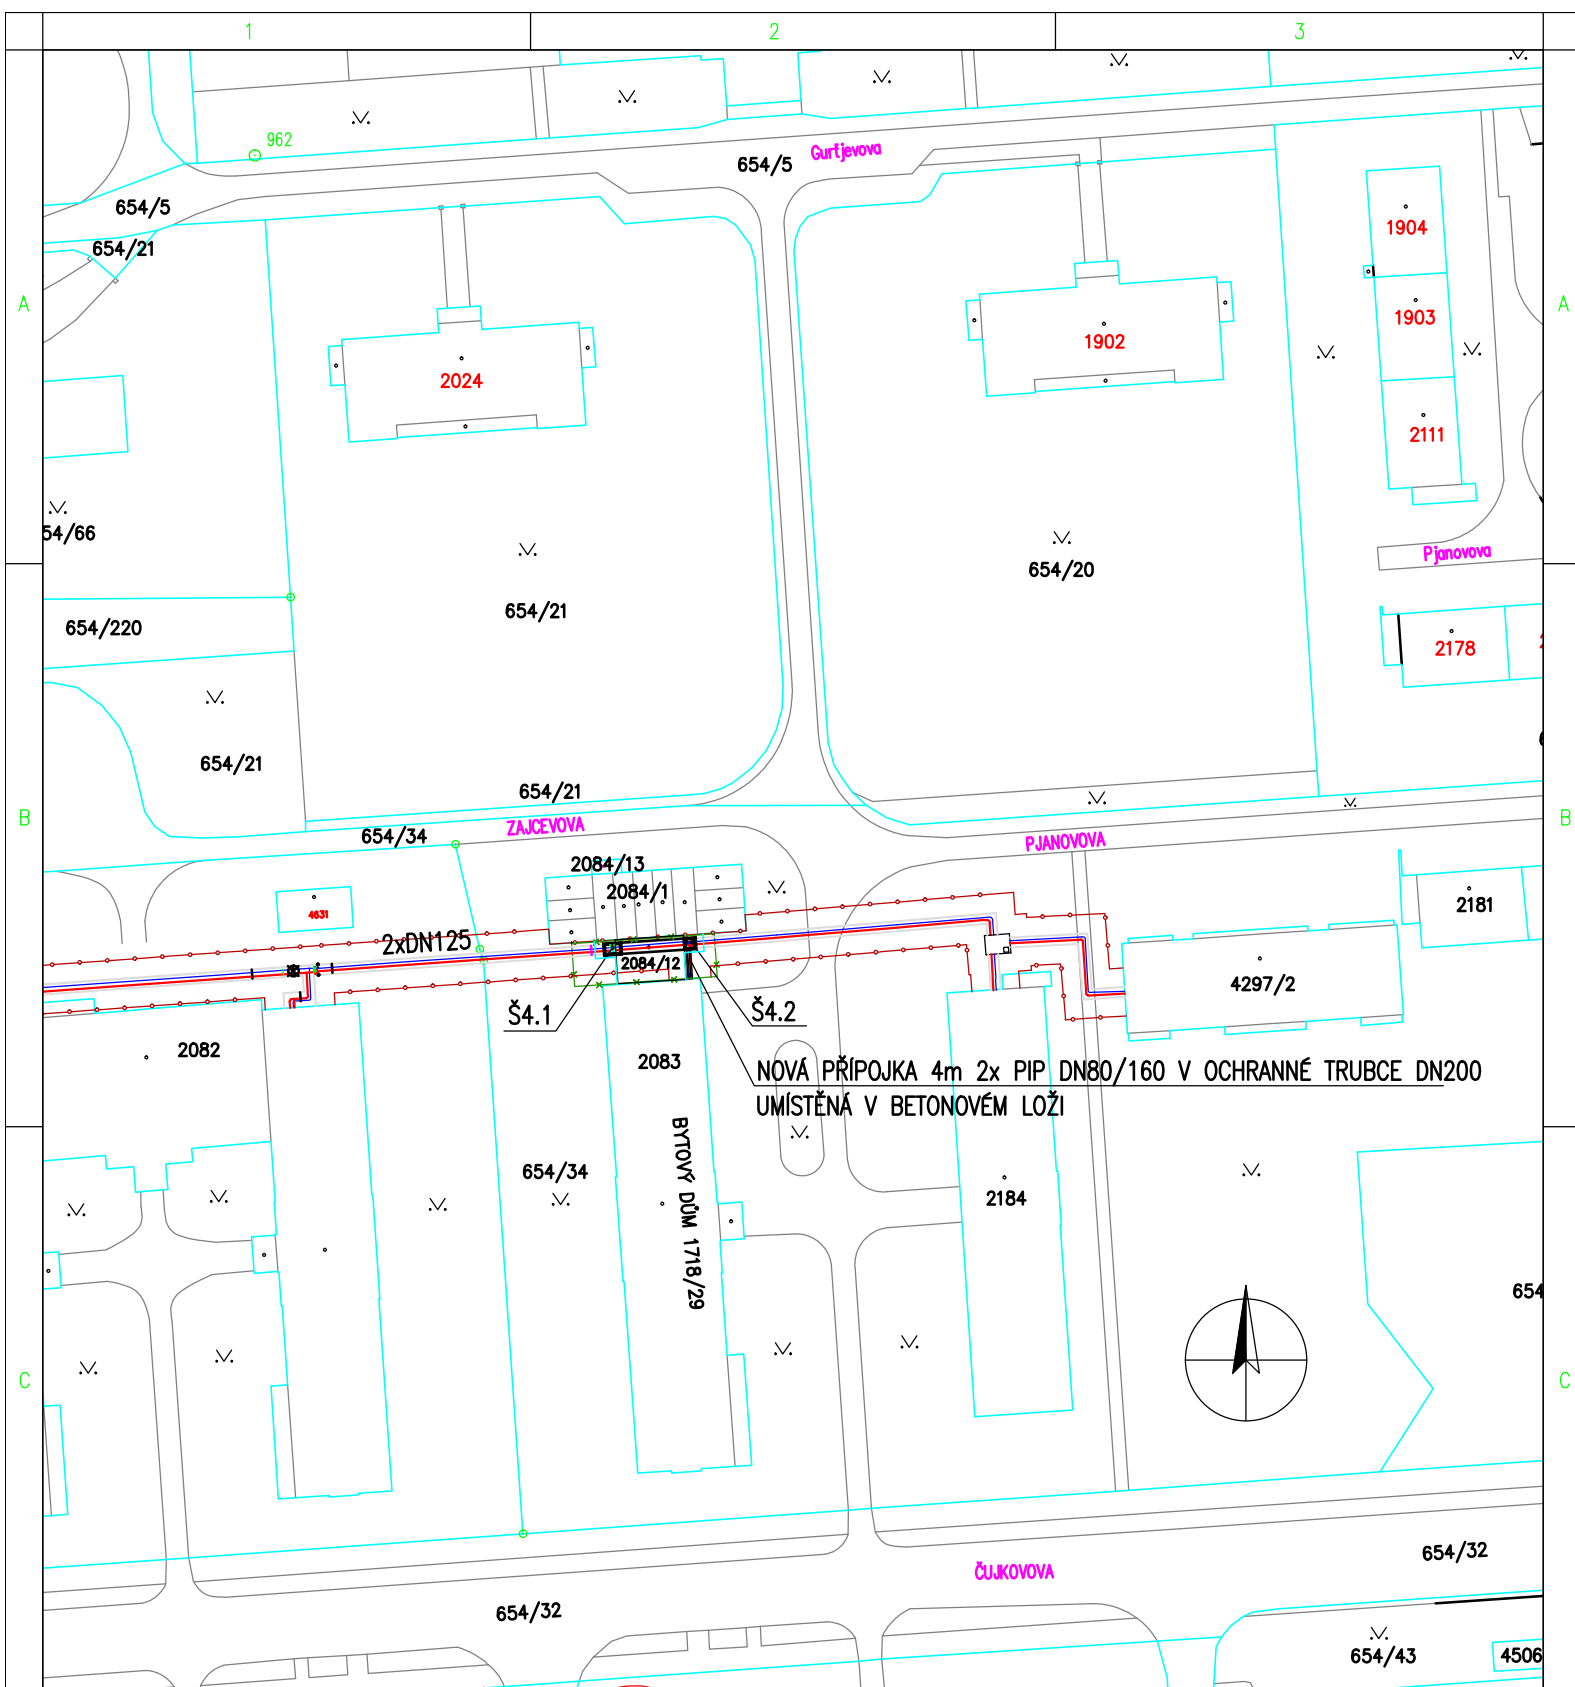 1
2
3
962
Gurťjevova
654/5
654/5
654/21
1904
A
A
1903
1902
2024
2111
54/66
Pjanovova
654/20
654/21
654/220
2178
654/21
654/21
B
B
ZAJCEVOVA
654/34
PJANOVOVA
2084/13
2084/1
2181
4631
2xDN125
2084/12
4297/2
Š4.1
Š4.2
2082
2083
NOVÁ PŘÍPOJKA 4m 2x PIP DN80/160 V OCHRANNÉ TRUBCE DN200
UMÍSTĚNÁ V BETONOVÉM LOŽI
BYTOVÝ DŮM 1718/29
654/34
2184
654
C
C
654/32
ČUJKOVOVA
654/32
654/43
4506